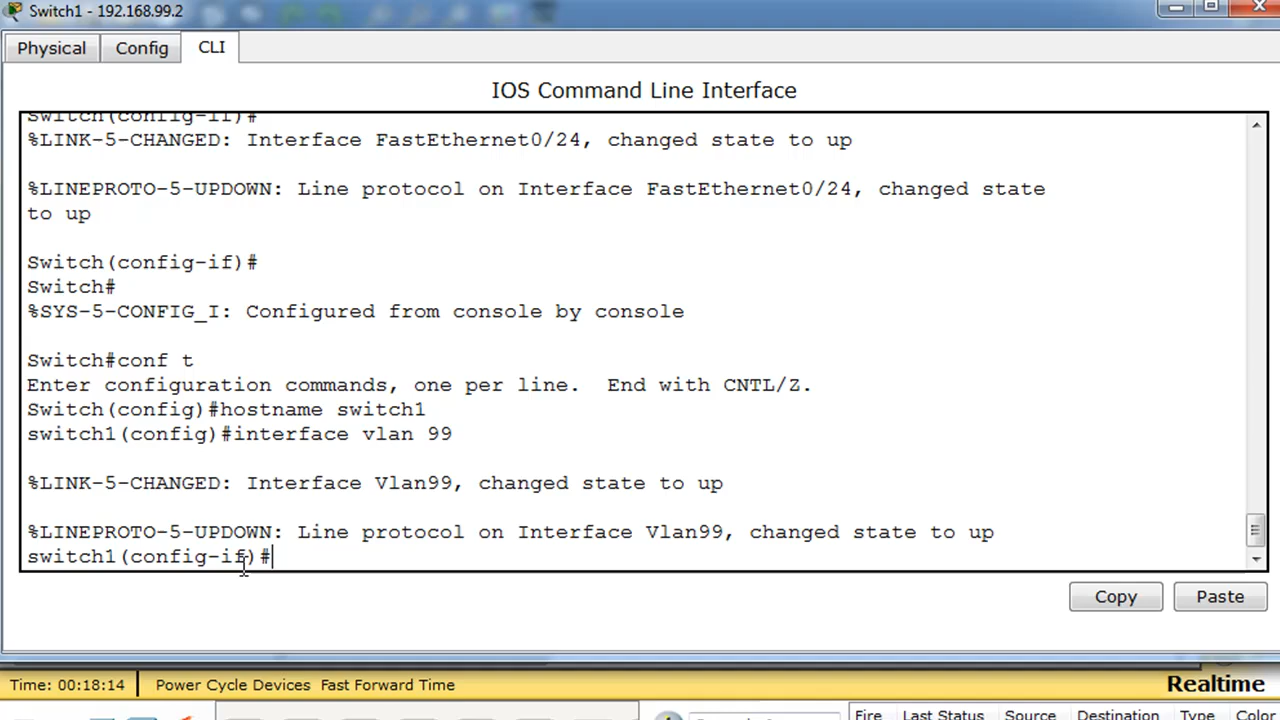 Switch1 - 192.168.99.2
Physical Config CLI
IOS Command Line Interface
Switch(config-if)#
%LINK-5-CHANGED: Interface FastEthernet0/24, changed state to up
%LINEPROTO-5-UPDOWN: Line protocol on Interface FastEthernet0/24, changed state
to up
Switch(config-if)#
Switch#
%SYS-5-CONFIG_I: Configured from console by console
Switch#conf t
Enter configuration commands, one per line.  End with CNTL/Z.
Switch(config)#hostname switch1
switch1(config)#interface vlan 99
%LINK-5-CHANGED: Interface Vlan99, changed state to up
%LINEPROTO-5-UPDOWN: Line protocol on Interface Vlan99, changed state to up
switch1(config-if)#
Copy Paste
Time: 00:18:14 Power Cycle Devices Fast Forward Time Realtime
Fire Last Status Source Destination Type Color